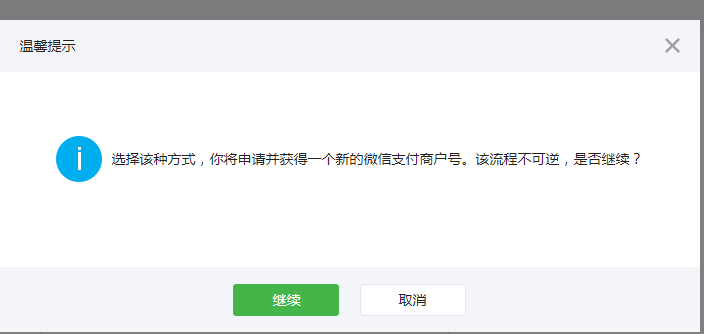 温馨提示
选择该种方式，你将申请并获得一个新的微信支付商户号。该流程不可逆，是否继续？
继续
取消